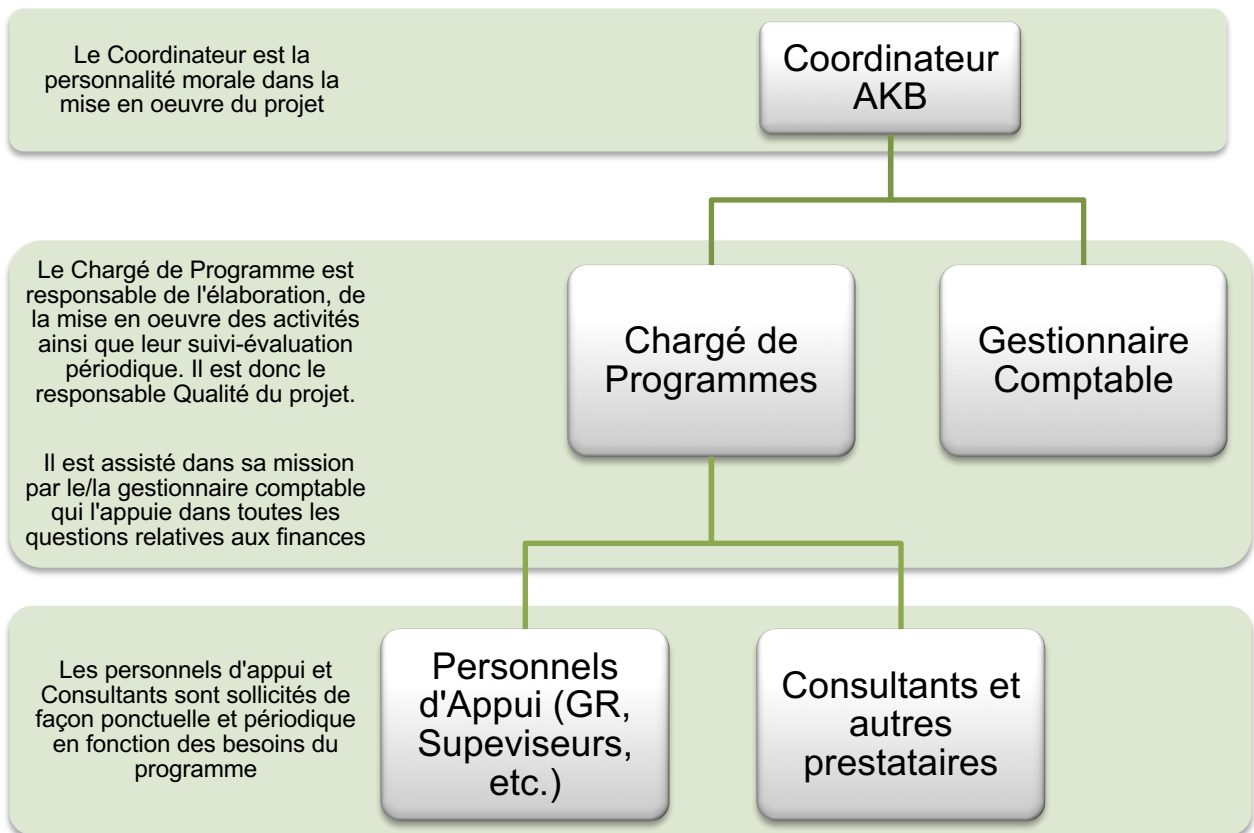 Le Coordinateur est la
personnalité morale dans la
mise en oeuvre du projet
Coordinateur
AKB
Le Chargé de Programme est
responsable de l'élaboration, de
la mise en oeuvre des activités
ainsi que leur suivi-évaluation
périodique. Il est donc le
responsable Qualité du projet.
Il est assisté dans sa mission
par le/la gestionnaire comptable
qui l'appuie dans toutes les
questions relatives aux finances
Chargé de
Programmes
Gestionnaire
Comptable
Les personnels d'appui et
Consultants sont sollicités de
façon ponctuelle et périodique
en fonction des besoins du
programme
Personnels
d'Appui (GR,
Supeviseurs,
etc.)
Consultants et
autres
prestataires